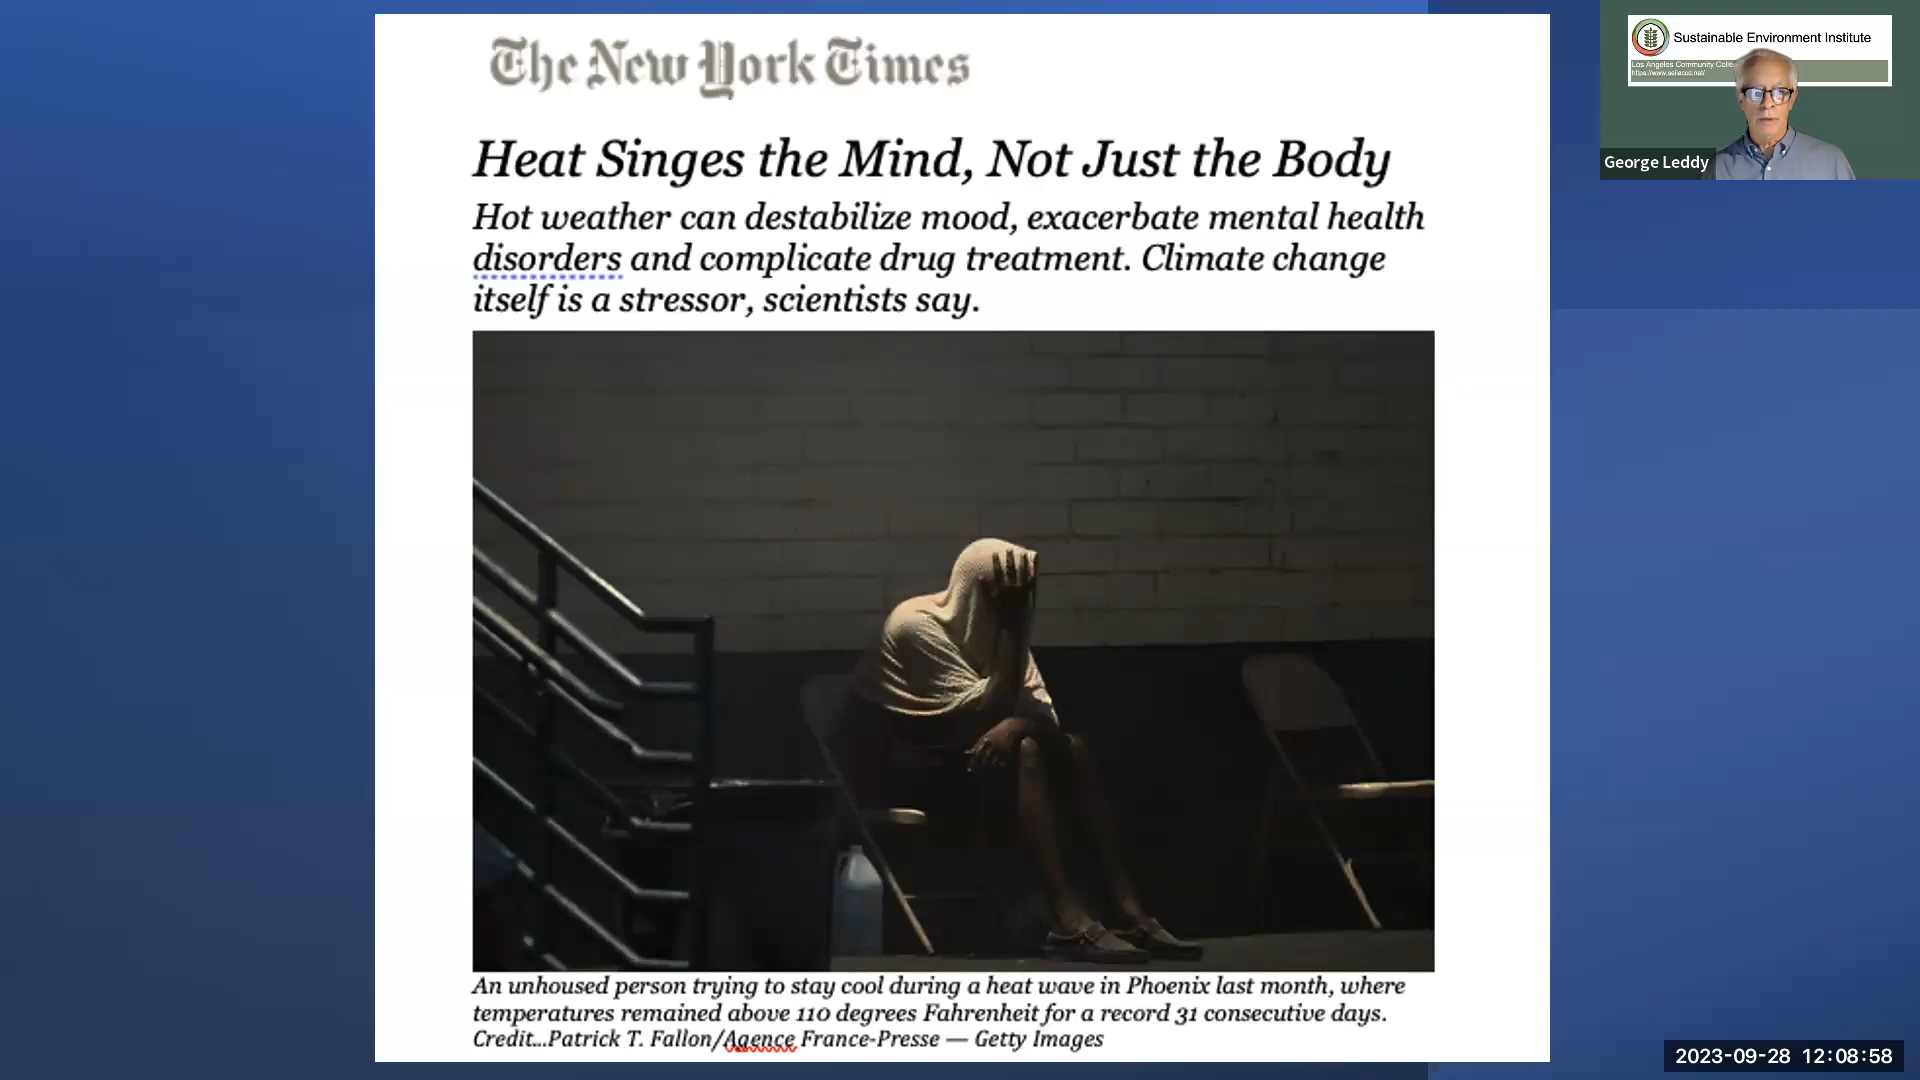 The New York Times
Heat Singes the Mind, Not Just the Body
Hot weather can destabilize mood, exacerbate mental health
disorders and complicate drug treatment. Climate change
itself is a stressor, scientists say.
An unhoused person trying to stay cool during a heat wave in Phoenix last month, where
temperatures remained above 110 degrees Fahrenheit for a record 31 consecutive days.
Credit...Patrick T. Fallon/Agence France-Presse — Getty Images
Sustainable Environment Institute
Los Angeles Community Colle
George Leddy
2023-09-28 12:08:58